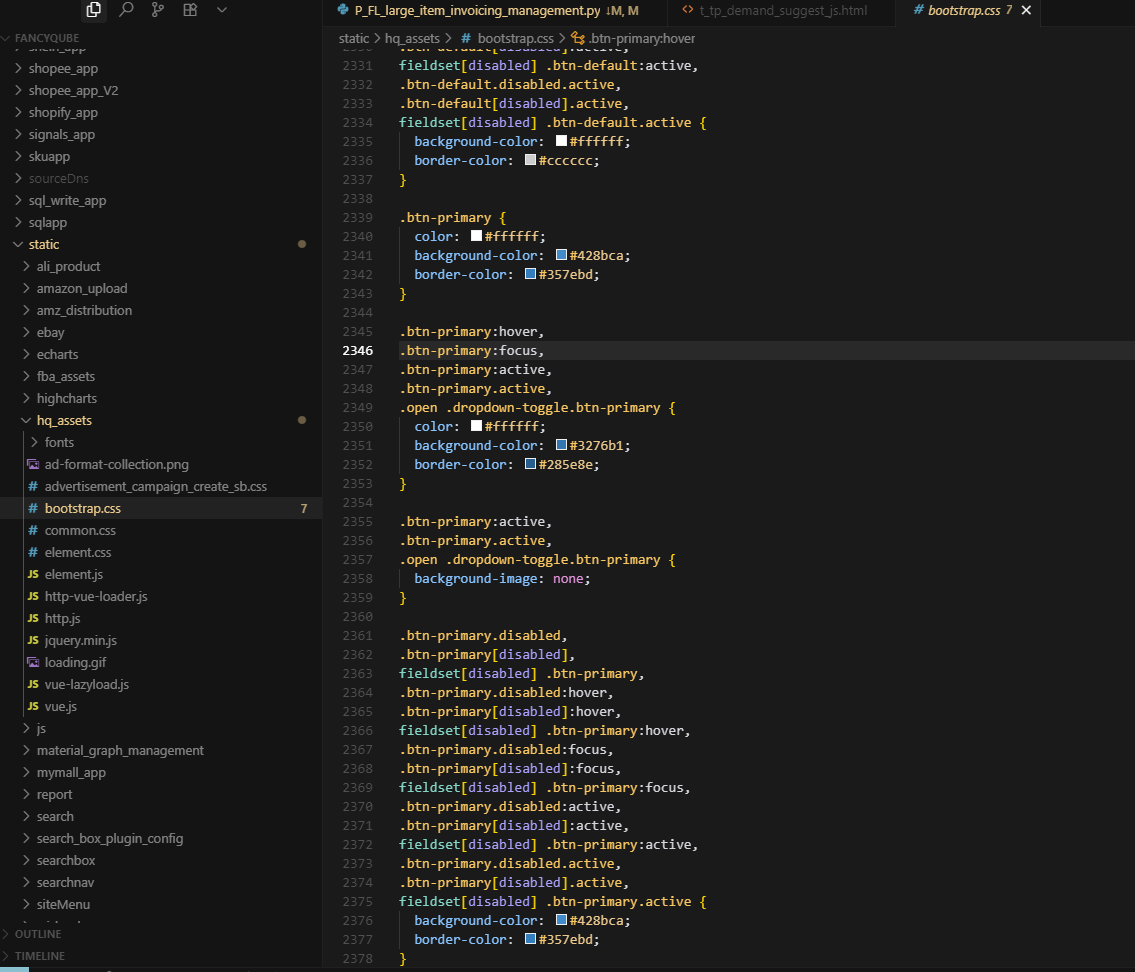 P_FL_large_item_invoicing_management.py ↓M, M
<> t_tp_demand_suggest_js.html
# bootstrap.css 7 ×
FANCYQUBE
static > hq_assets > # bootstrap.css > .btn-primary:hover
shein_app
shopee_app
shopee_app_V2
shopify_app
signals_app
skuapp
sourceDns
sql_write_app
sqlapp
static
ali_product
amazon_upload
amz_distribution
ebay
echarts
fba_assets
highcharts
hq_assets
fonts
ad-format-collection.png
# advertisement_campaign_create_sb.css
# bootstrap.css 7
# common.css
# element.css
JS element.js
JS http-vue-loader.js
JS http.js
JS jquery.min.js
loading.gif
JS vue-lazyload.js
JS vue.js
js
material_graph_management
mymall_app
report
search
search_box_plugin_config
searchbox
searchnav
siteMenu
OUTLINE
TIMELINE
2330 .btn-default[disabled]:active,
2331 fieldset[disabled] .btn-default:active,
2332 .btn-default.disabled.active,
2333 .btn-default[disabled].active,
2334 fieldset[disabled] .btn-default.active {
2335 background-color: #ffffff;
2336 border-color: #cccccc;
2337 }
2338
2339 .btn-primary {
2340 color: #ffffff;
2341 background-color: #428bca;
2342 border-color: #357ebd;
2343 }
2344
2345 .btn-primary:hover,
2346 .btn-primary:focus,
2347 .btn-primary:active,
2348 .btn-primary.active,
2349 .open .dropdown-toggle.btn-primary {
2350 color: #ffffff;
2351 background-color: #3276b1;
2352 border-color: #285e8e;
2353 }
2354
2355 .btn-primary:active,
2356 .btn-primary.active,
2357 .open .dropdown-toggle.btn-primary {
2358 background-image: none;
2359 }
2360
2361 .btn-primary.disabled,
2362 .btn-primary[disabled],
2363 fieldset[disabled] .btn-primary,
2364 .btn-primary.disabled:hover,
2365 .btn-primary[disabled]:hover,
2366 fieldset[disabled] .btn-primary:hover,
2367 .btn-primary.disabled:focus,
2368 .btn-primary[disabled]:focus,
2369 fieldset[disabled] .btn-primary:focus,
2370 .btn-primary.disabled:active,
2371 .btn-primary[disabled]:active,
2372 fieldset[disabled] .btn-primary:active,
2373 .btn-primary.disabled.active,
2374 .btn-primary[disabled].active,
2375 fieldset[disabled] .btn-primary.active {
2376 background-color: #428bca;
2377 border-color: #357ebd;
2378 }